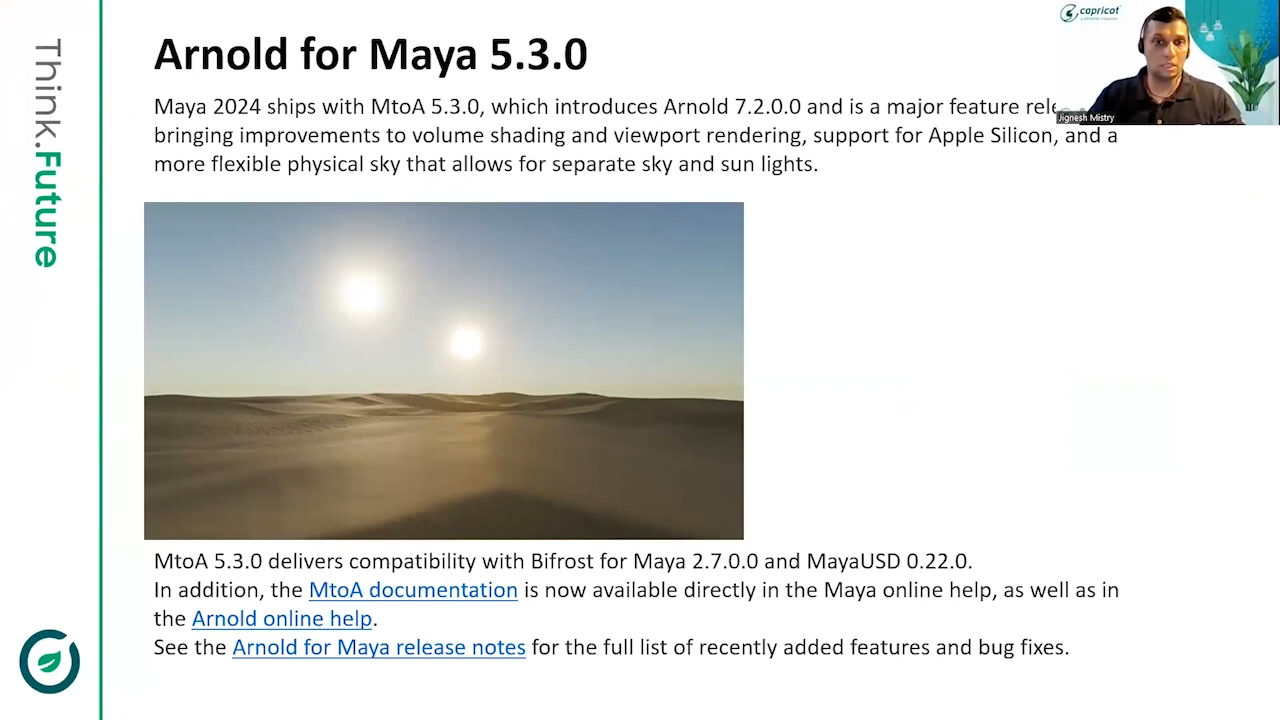 Think.Future
Arnold for Maya 5.3.0
Maya 2024 ships with MtoA 5.3.0, which introduces Arnold 7.2.0.0 and is a major feature
bringing improvements to volume shading and viewport rendering, support for Apple Silicon, and a
more flexible physical sky that allows for separate sky and sun lights.
capricot
Jignesh Mistry
MtoA 5.3.0 delivers compatibility with Bifrost for Maya 2.7.0.0 and MayaUSD 0.22.0.
In addition, the MtoA documentation is now available directly in the Maya online help, as well as in
the Arnold online help.
See the Arnold for Maya release notes for the full list of recently added features and bug fixes.